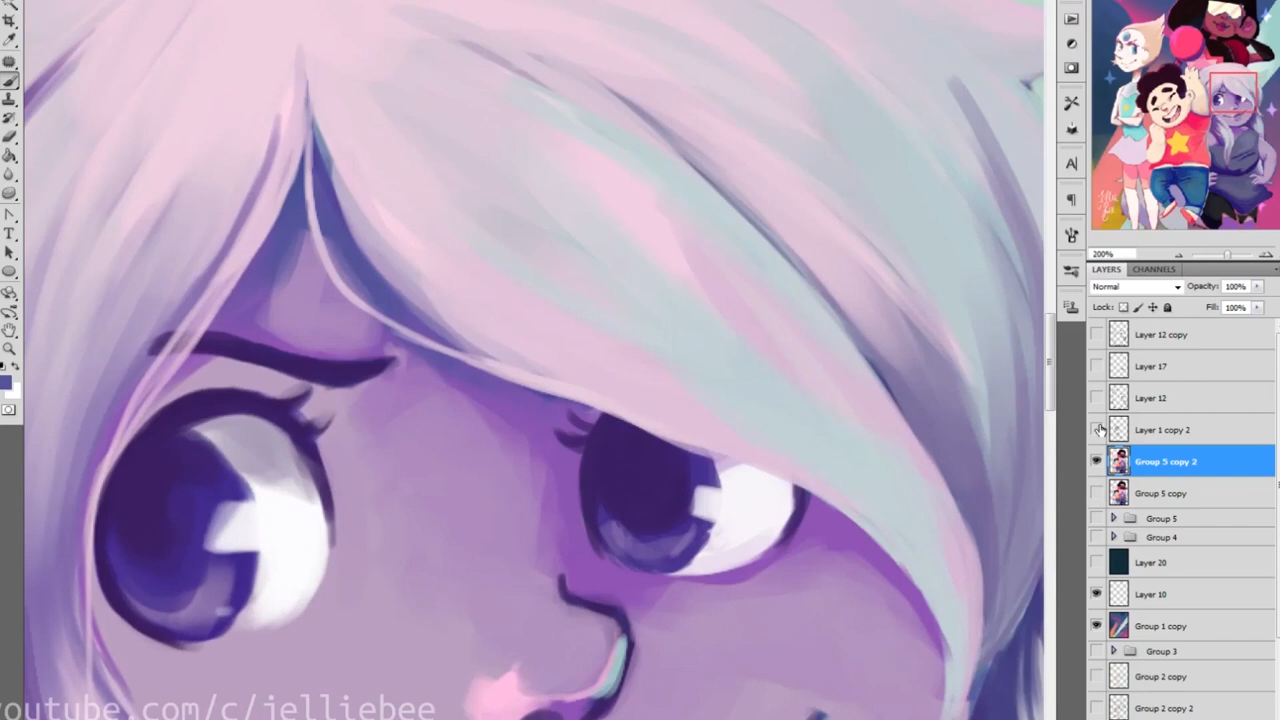 200%
LAYERS CHANNELS
Normal Opacity: 100%
Lock: Fill: 100%
Layer 12 copy
Layer 17
Layer 12
Layer 1 copy 2
Group 5 copy 2
Group 5 copy
Group 5
Group 4
Layer 20
Layer 10
Group 1 copy
Group 3
Group 2 copy
Group 2 copy 2
youtube.com/c/jelliebee